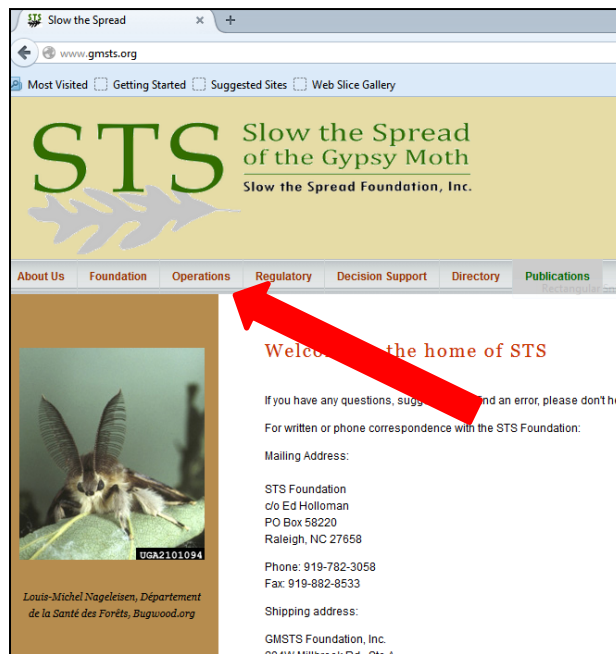 Slow the Spread
www.gmsts.org
Most Visited Getting Started Suggested Sites Web Slice Gallery
STS
Slow the Spread
of the Gypsy Moth
Slow the Spread Foundation, Inc.
About Us Foundation Operations Regulatory Decision Support Directory Publications
Rectangular
the home of STS
If you have any questions, find an error, please don't
For written or phone correspondence with the STS Foundation:
Mailing Address:
STS Foundation
c/o Ed Holloman
PO Box 58220
Raleigh, NC 27658
Phone: 919-782-3058
Fax: 919-882-8533
Shipping address:
GMSTS Foundation, Inc.
UGA2101094
Louis-Michel Nageleisen, Département
de la Santé des Forêts, Bugwood.org